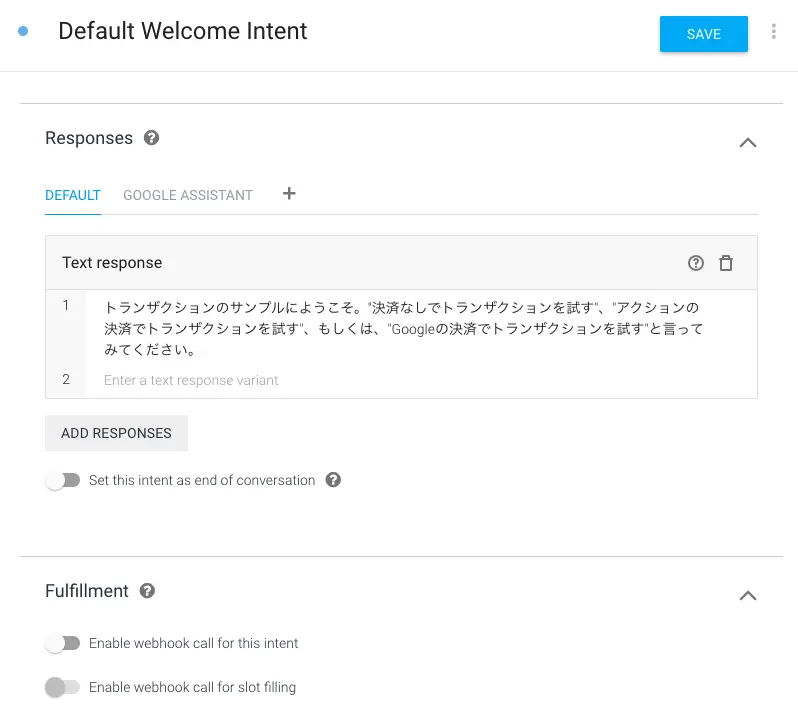 Default Welcome Intent
SAVE
Responses
DEFAULT
GOOGLE ASSISTANT
Text response
1
トランザクションのサンプルにようこそ。"決済なしでトランザクションを試す"、"アクションの
決済でトランザクションを試す"、もしくは、"Googleの決済でトランザクションを試す"と言って
みてください。
2
Enter a text response variant
ADD RESPONSES
Set this intent as end of conversation
Fulfillment
Enable webhook call for this intent
Enable webhook call for slot filling